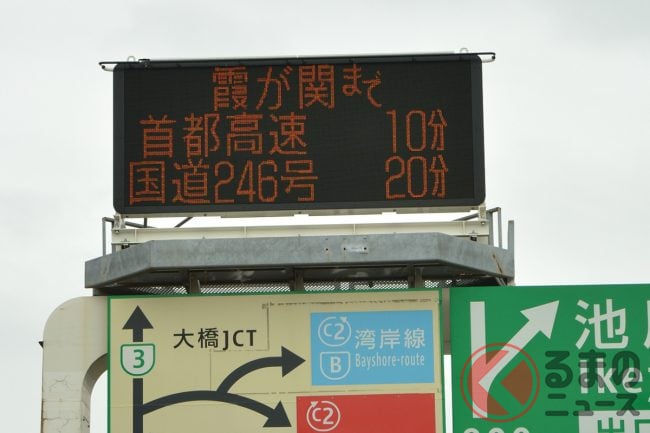 霞が関まで
首都高速 10分
国道246号 20分
大橋JCT
3
C2 湾岸線
B Bayshore-route
C2
池
Ike
くるまの
ニュース